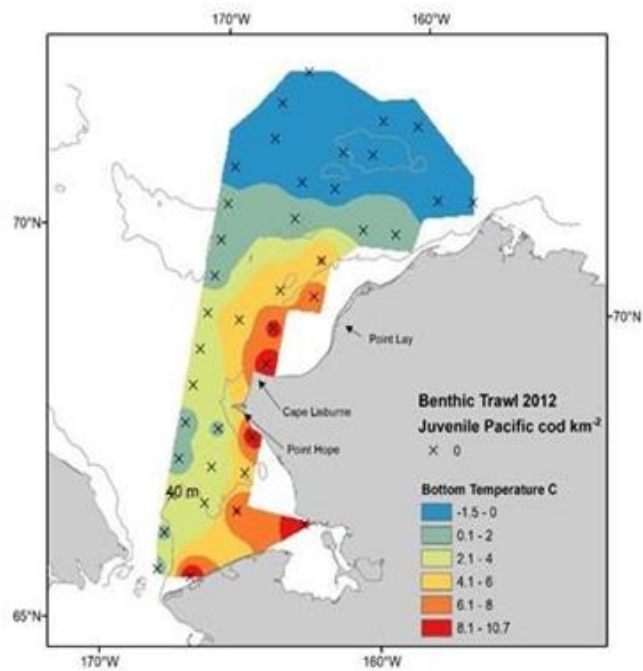 170°W 160°W
70°N
70°N
Point Lay
Cape Lisburne
Point Hope
Benthic Trawl 2012
Juvenile Pacific cod km-2
× 0
40 m
Bottom Temperature C
-1.5 - 0
0.1 - 2
2.1 - 4
4.1 - 6
6.1 - 8
8.1 - 10.7
65°N
170°W 160°W